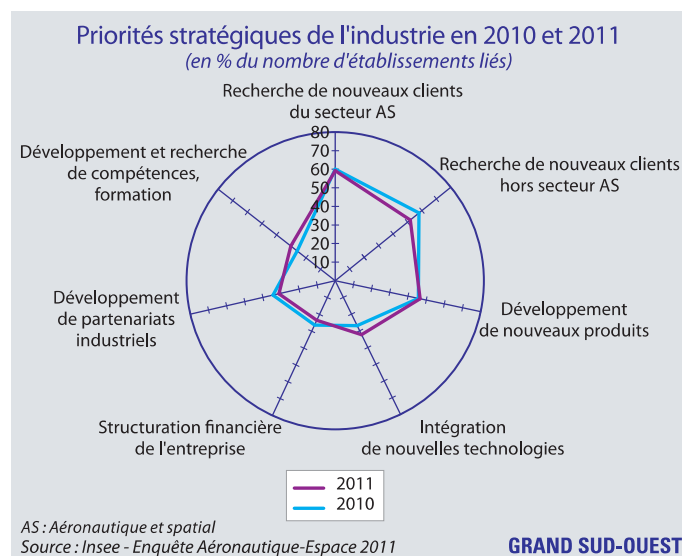 Priorités stratégiques de l'industrie en 2010 et 2011
(en % du nombre d'établissements liés)
Recherche de nouveaux clients
du secteur AS
80
70
60
50
40
30
20
10
Recherche de nouveaux clients
hors secteur AS
Développement
de nouveaux produits
Intégration
de nouvelles technologies
Structuration financière
de l'entreprise
Développement
de partenariats
industriels
Développement et recherche
de compétences,
formation
2011
2010
AS : Aéronautique et spatial
Source : Insee - Enquête Aéronautique-Espace 2011
GRAND SUD-OUEST